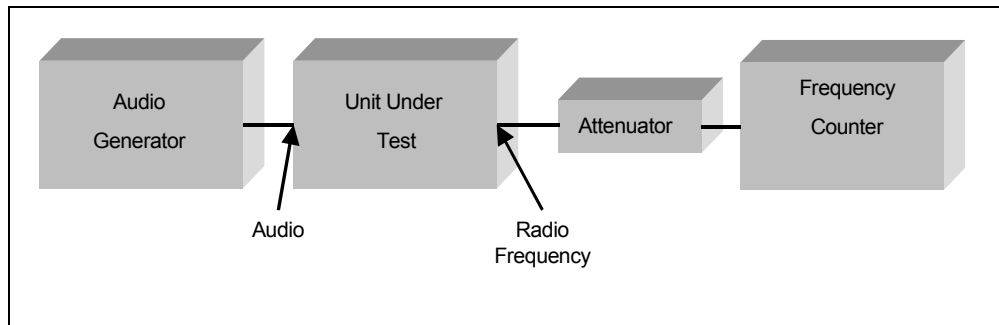 Audio
Generator
Unit Under
Test
Attenuator
Frequency
Counter
Audio
Radio
Frequency